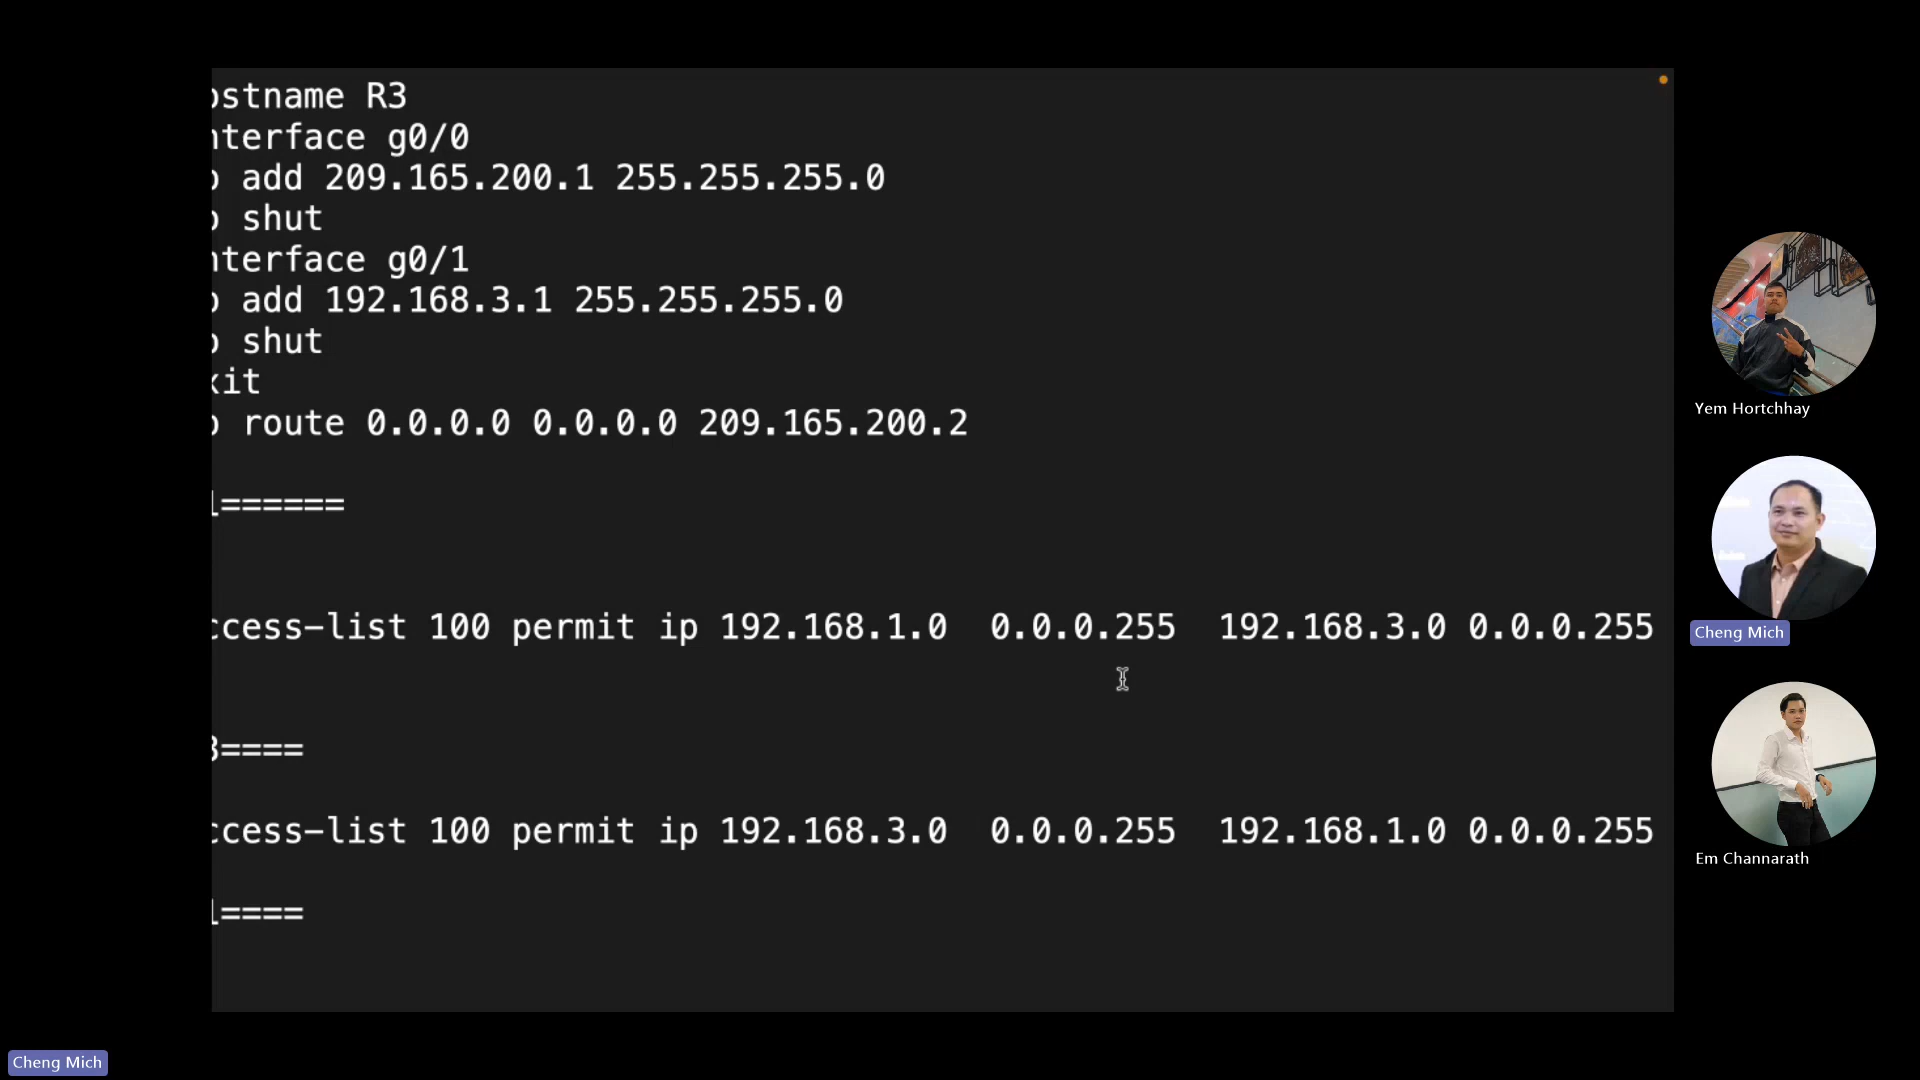 ostname R3
nterface g0/0
o add 209.165.200.1 255.255.255.0
o shut
nterface g0/1
o add 192.168.3.1 255.255.255.0
o shut
xit
o route 0.0.0.0 0.0.0.0 209.165.200.2
1======
ccess-list 100 permit ip 192.168.1.0  0.0.0.255  192.168.3.0 0.0.0.255
3====
ccess-list 100 permit ip 192.168.3.0  0.0.0.255  192.168.1.0 0.0.0.255
1====
Yem Hortchhay
Cheng Mich
Em Channarath
Cheng Mich